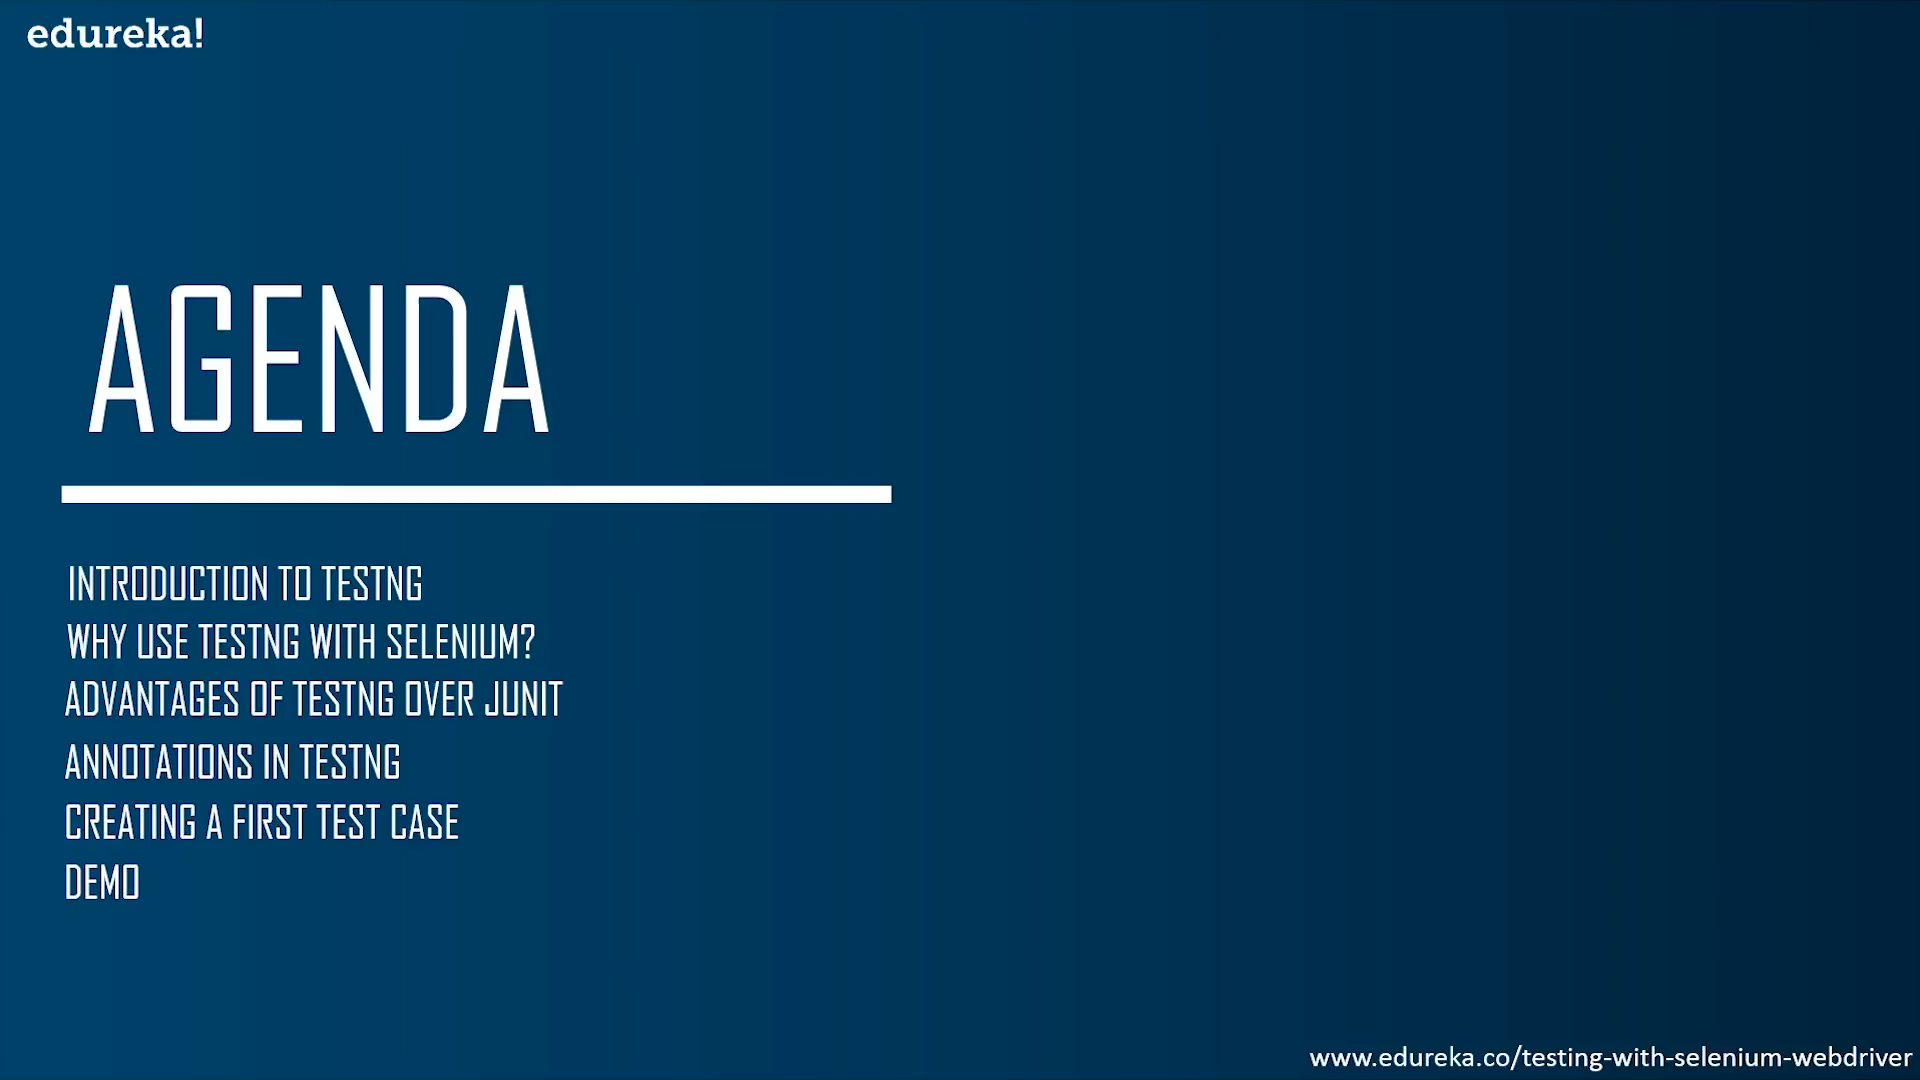 edureka!
AGENDA
INTRODUCTION TO TESTNG
WHY USE TESTNG WITH SELENIUM?
ADVANTAGES OF TESTNG OVER JUNIT
ANNOTATIONS IN TESTNG
CREATING A FIRST TEST CASE
DEMO
www.edureka.co/testing-with-selenium-webdriver